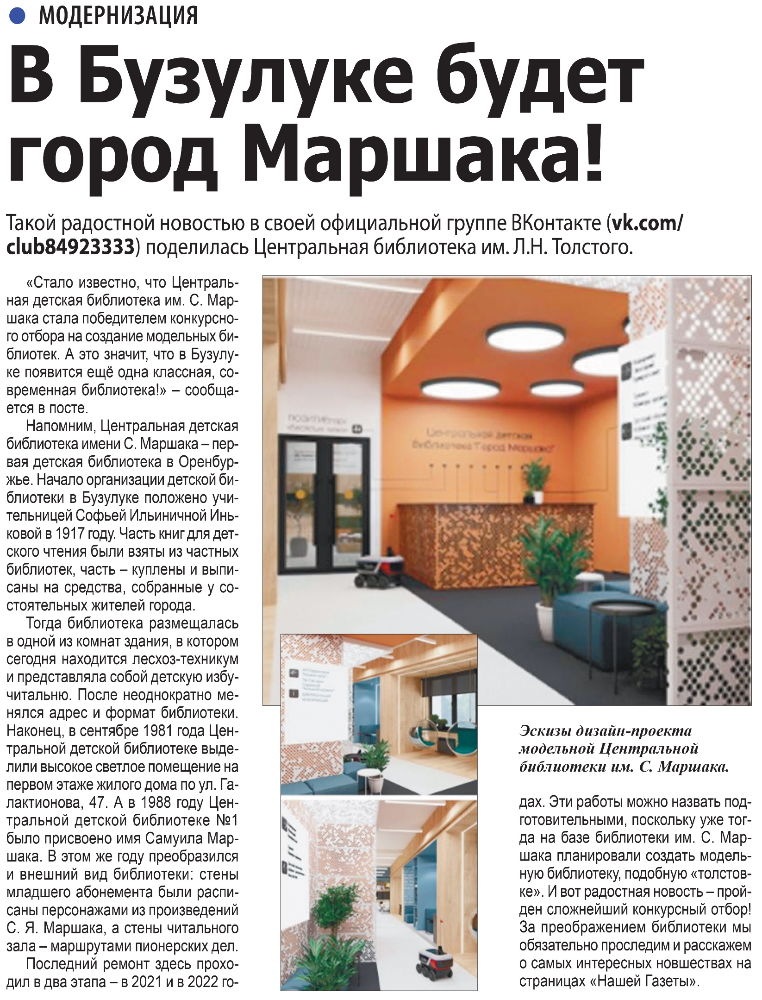 МОДЕРНИЗАЦИЯ
В Бузулуке будет
город Маршака!
Такой радостной новостью в своей официальной группе ВКонтакте (vk.com/
club84923333) поделилась Центральная библиотека им. Л.Н. Толстого.
«Стало известно, что Централь-
ная детская библиотека им. С. Мар-
шака стала победителем конкурсно-
го отбора на создание модельных би-
блиотек. А это значит, что в Бузулу-
ке появится ещё одна классная, со-
временная библиотека!» – сообща-
ется в посте.
Напомним, Центральная детская
библиотека имени С. Маршака – пер-
вая детская библиотека в Оренбур-
жье. Начало организации детской би-
блиотеки в Бузулуке положено учи-
тельницей Софьей Ильиничной Инь-
ковой в 1917 году. Часть книг для дет-
ского чтения были взяты из частных
библиотек, часть – куплены и выпи-
саны на средства, собранные у со-
стоятельных жителей города.
Тогда библиотека размещалась
в одной из комнат здания, в котором
сегодня находится лесхоз-техникум
и представляла собой детскую избу-
читальню. После неоднократно ме-
нялся адрес и формат библиотеки.
Наконец, в сентябре 1981 года Цен-
тральной детской библиотеке выде-
лили высокое светлое помещение на
первом этаже жилого дома по ул. Га-
лактионова, 47. А в 1988 году Цен-
тральной детской библиотеке №1
было присвоено имя Самуила Мар-
шака. В этом же году преобразился
и внешний вид библиотеки: стены
младшего абонемента были распи-
саны персонажами из произведений
С. Я. Маршака, а стены читального
зала – маршрутами пионерских дел.
Последний ремонт здесь прохо-
дил в два этапа – в 2021 и в 2022 го-
Центральная детская
библиотека "Город Маршака"
Эскизы дизайн-проекта
модельной Центральной
библиотеки им. С. Маршака.
дах. Эти работы можно назвать под-
готовительными, поскольку уже тог-
да на базе библиотеки им. С. Мар-
шака планировали создать модель-
ную библиотеку, подобную «толстов-
ке». И вот радостная новость – прой-
ден сложнейший конкурсный отбор!
За преображением библиотеки мы
обязательно проследим и расскажем
о самых интересных новшествах на
страницах «Нашей Газеты».